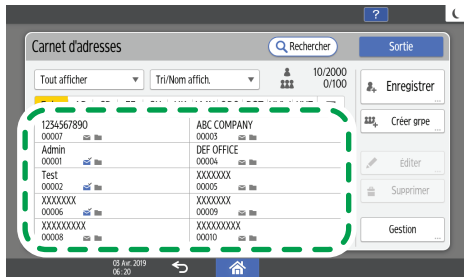 ?
Carnet d'adresses
Rechercher
Sortie
Tout afficher
Tri/Nom affich.
10/2000
0/100
Enregistrer
Créer grpe
Editer
Supprimer
Gestion
1234567890
00007
ABC COMPANY
00003
Admin
00001
DEF OFFICE
00004
Test
00002
XXXXXXX
00005
XXXXXXX
00006
XXXXXXX
00009
XXXXXXXXX
00008
XXXXXXXXX
00010
03 Avr. 2019
06:20